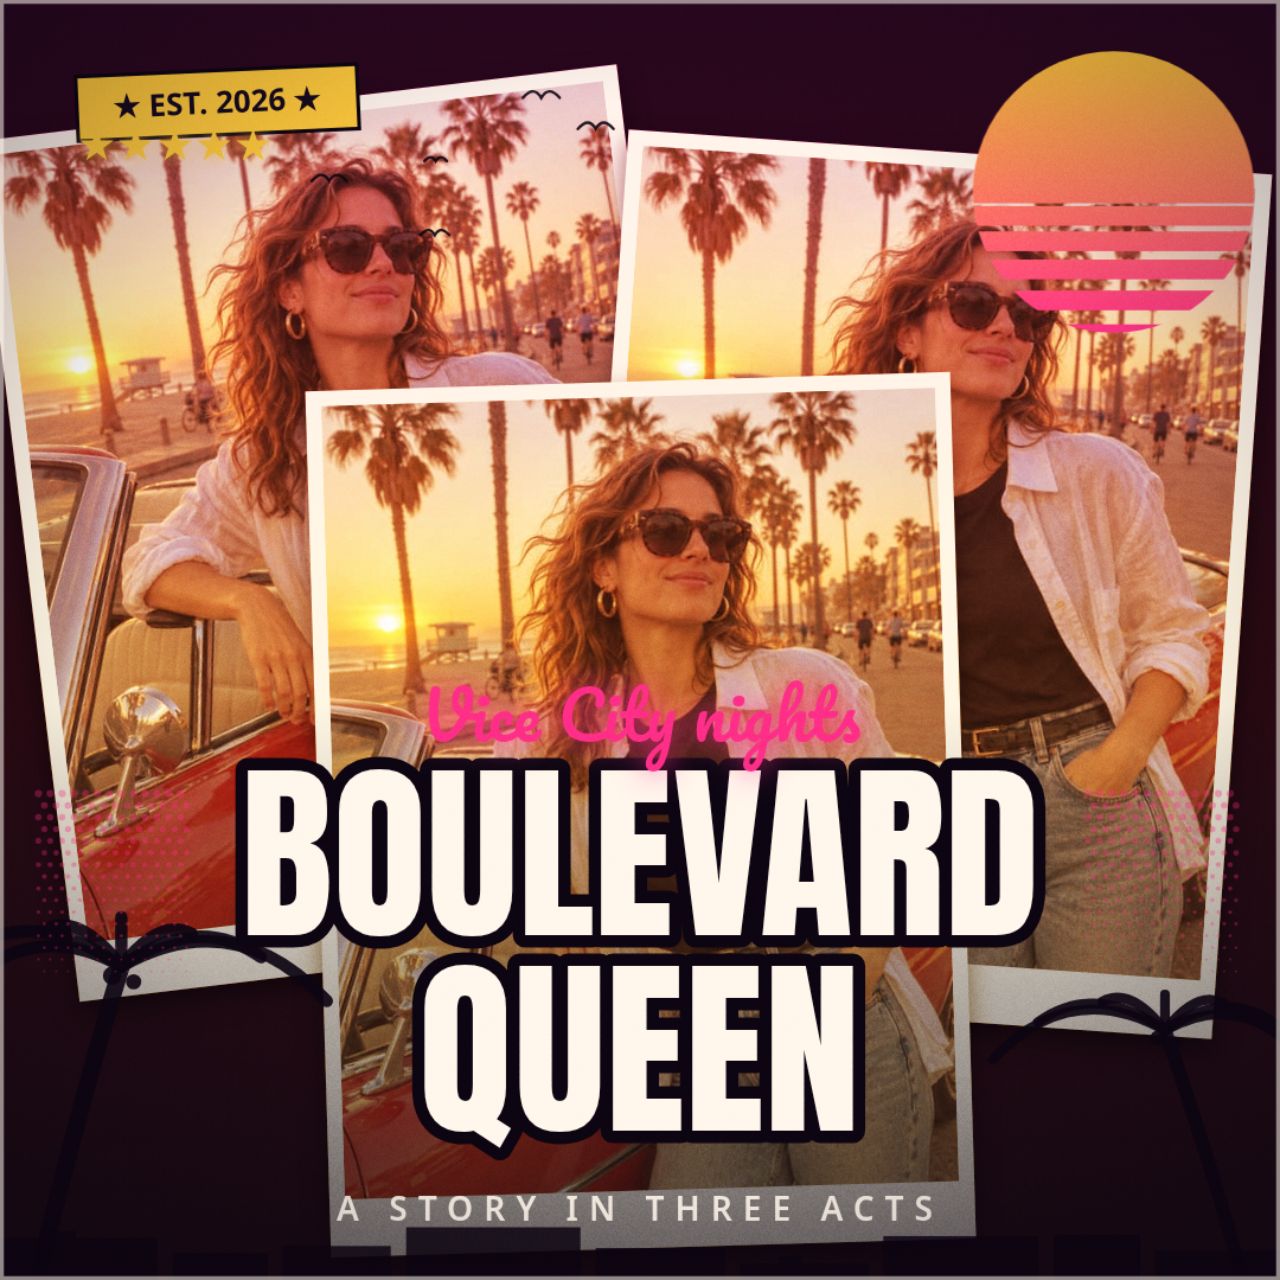 ★ EST. 2026 ★
Vice City nights
BOULEVARD
QUEEN
A STORY IN THREE ACTS